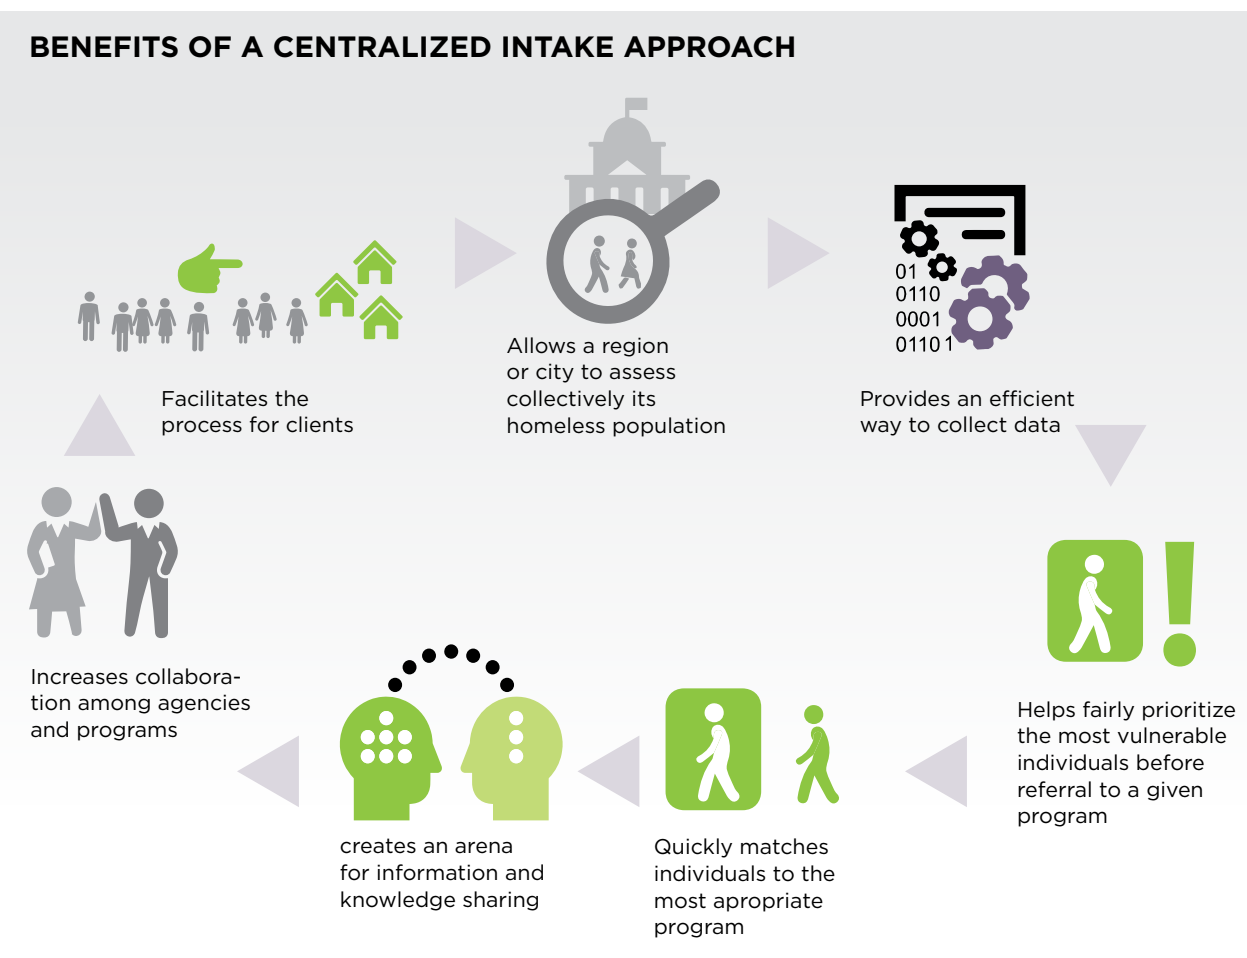 BENEFITS OF A CENTRALIZED INTAKE APPROACH
Facilitates the
process for clients
Allows a region
or city to assess
collectively its
homeless population
01
0110
0001
0110 1
Provides an efficient
way to collect data
Helps fairly prioritize
the most vulnerable
individuals before
referral to a given
program
Quickly matches
individuals to the
most apropriate
program
creates an arena
for information and
knowledge sharing
Increases collabora-
tion among agencies
and programs